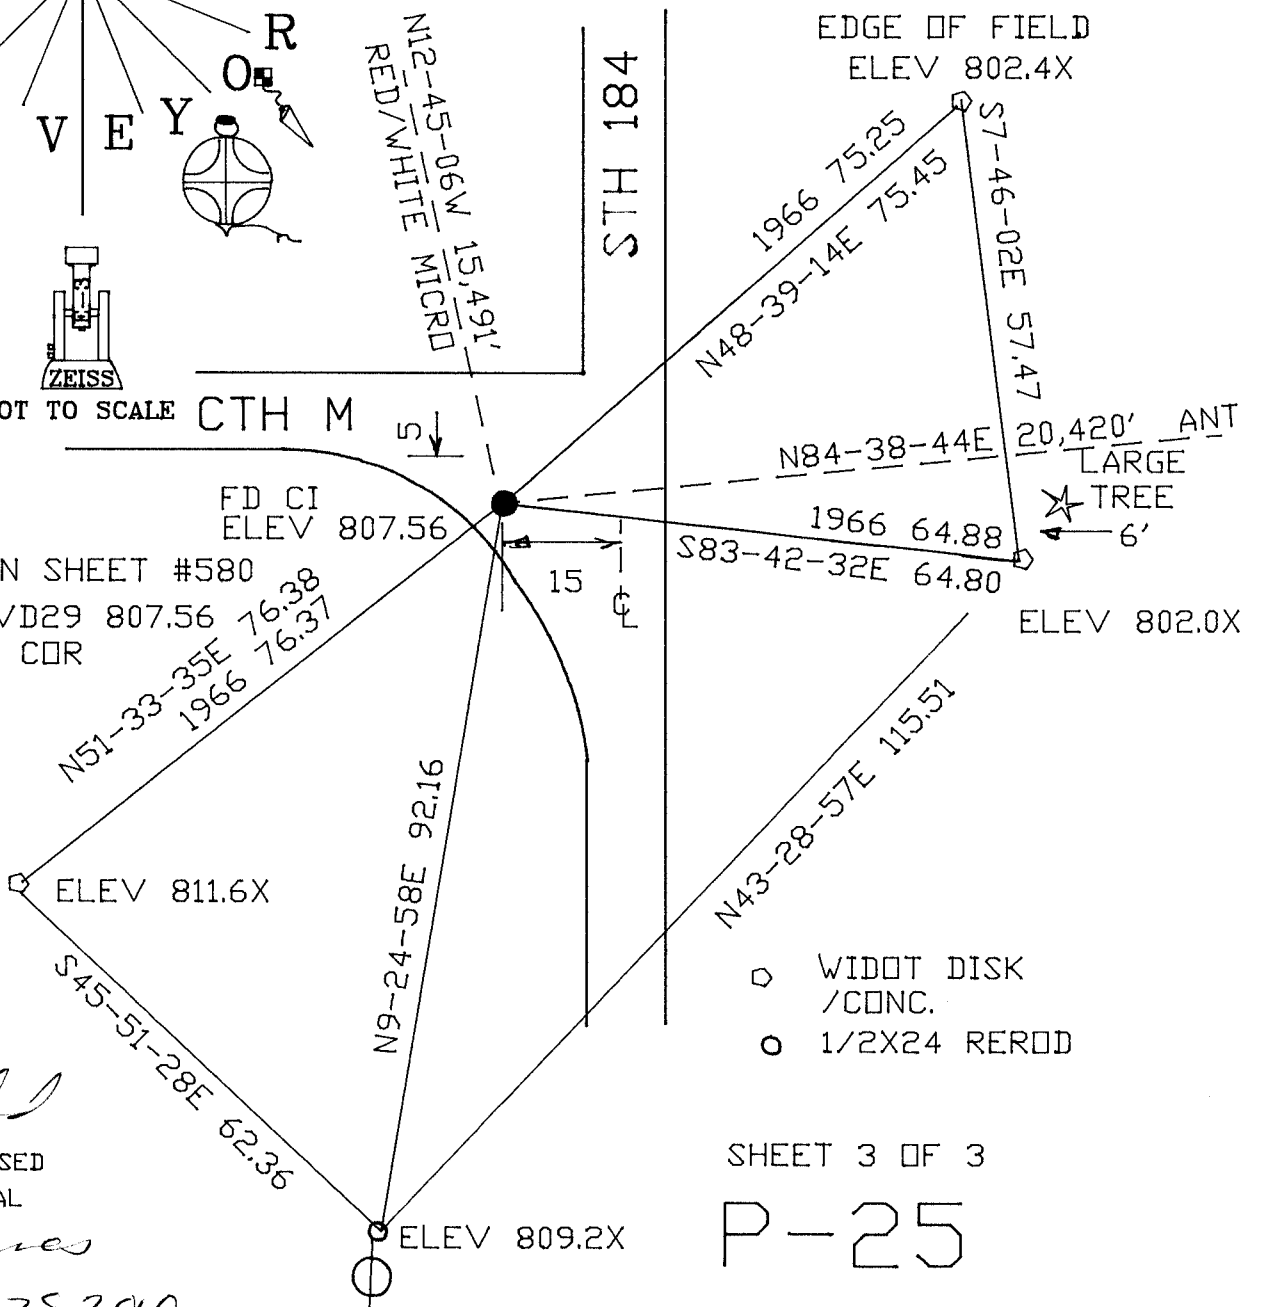 R
O
Y
E
V
ZEISS
OT TO SCALE
CTH M
N12-45-06W 15,491'
RED/WHITE MICRO
STH 184
EDGE OF FIELD
ELEV 802.4X
1966 75.25
N48-39-14E 75.45
S7-46-02E 57.47
N84-38-44E 20,420' ANT
LARGE
TREE
6'
5
FD CI
ELEV 807.56
1966 64.88
S83-42-32E 64.80
15
℄
ELEV 802.0X
N SHEET #580
VD29 807.56
COR
N51-33-35E 76.38
1966 76.37
ELEV 811.6X
N9-24-58E 92.16
N43-28-57E 115.51
S45-51-28E 62.36
WIDOT DISK
/CONC.
1/2X24 REROD
SED
AL
SHEET 3 OF 3
P-25
ELEV 809.2X